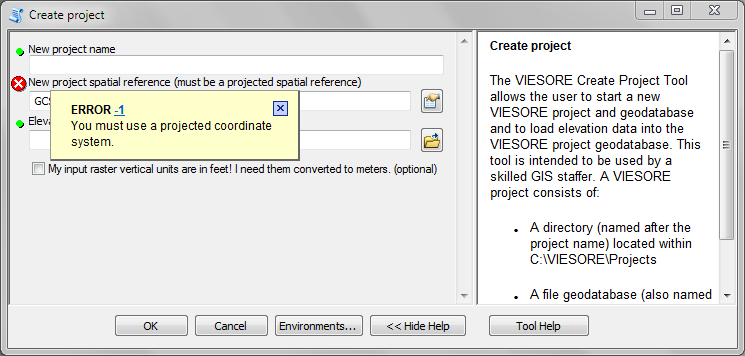 Create project
New project name
New project spatial reference (must be a projected spatial reference)
GCS
ERROR -1
You must use a projected coordinate
system.
Eleva
My input raster vertical units are in feet! I need them converted to meters. (optional)
OK
Cancel
Environments...
<< Hide Help
Tool Help
Create project
The VIESORE Create Project Tool
allows the user to start a new
VIESORE project and geodatabase
and to load elevation data into the
VIESORE project geodatabase. This
tool is intended to be used by a
skilled GIS staffer. A VIESORE
project consists of:
• A directory (named after the
project name) located within
C:\VIESORE\Projects
• A file geodatabase (also named